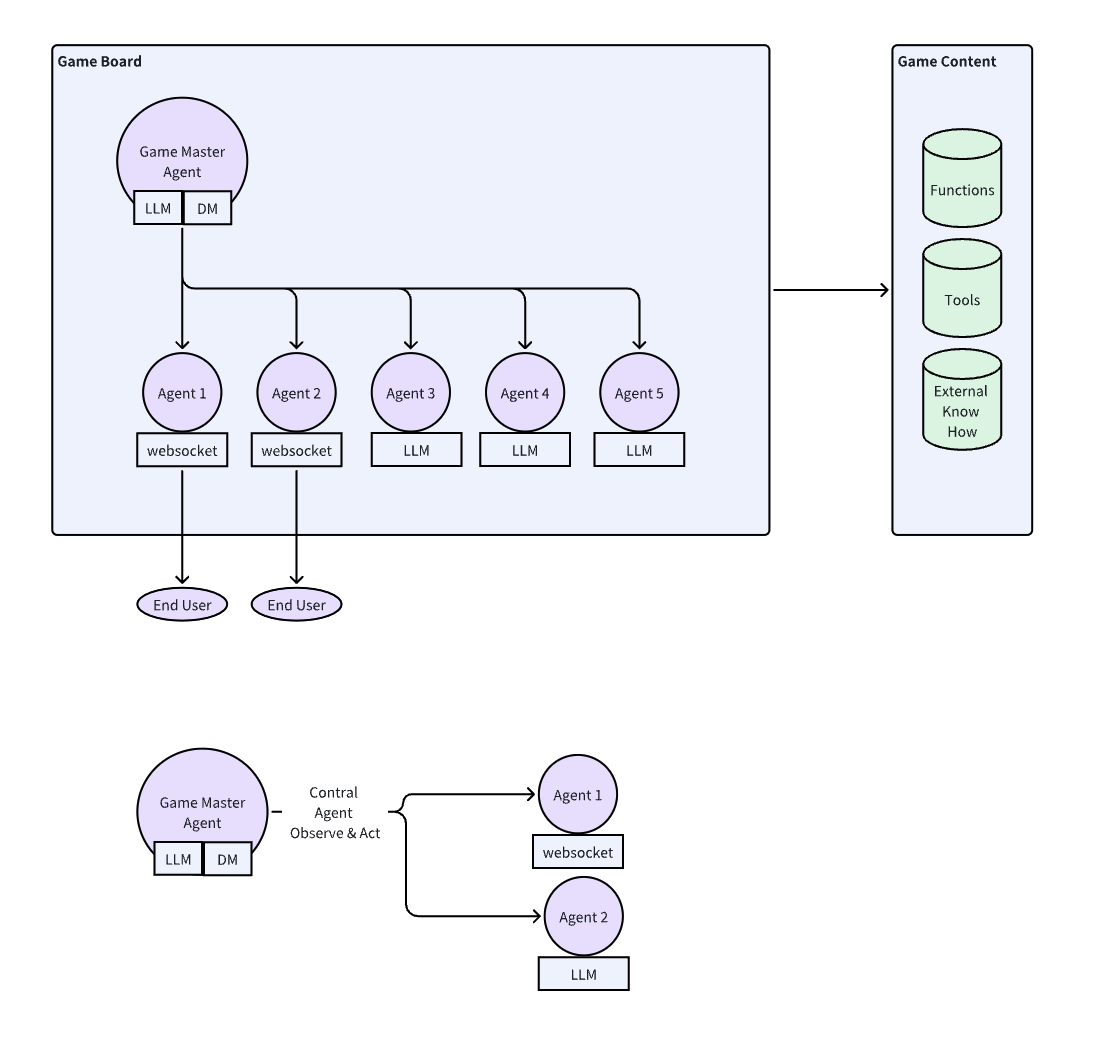 Game Board
Game Content
Game Master
Agent
LLM
DM
Functions
Tools
External
Know
How
Agent 1
Agent 2
Agent 3
Agent 4
Agent 5
websocket
websocket
LLM
LLM
LLM
End User
End User
Game Master
Agent
LLM
DM
Contral
Agent
Observe & Act
Agent 1
websocket
Agent 2
LLM